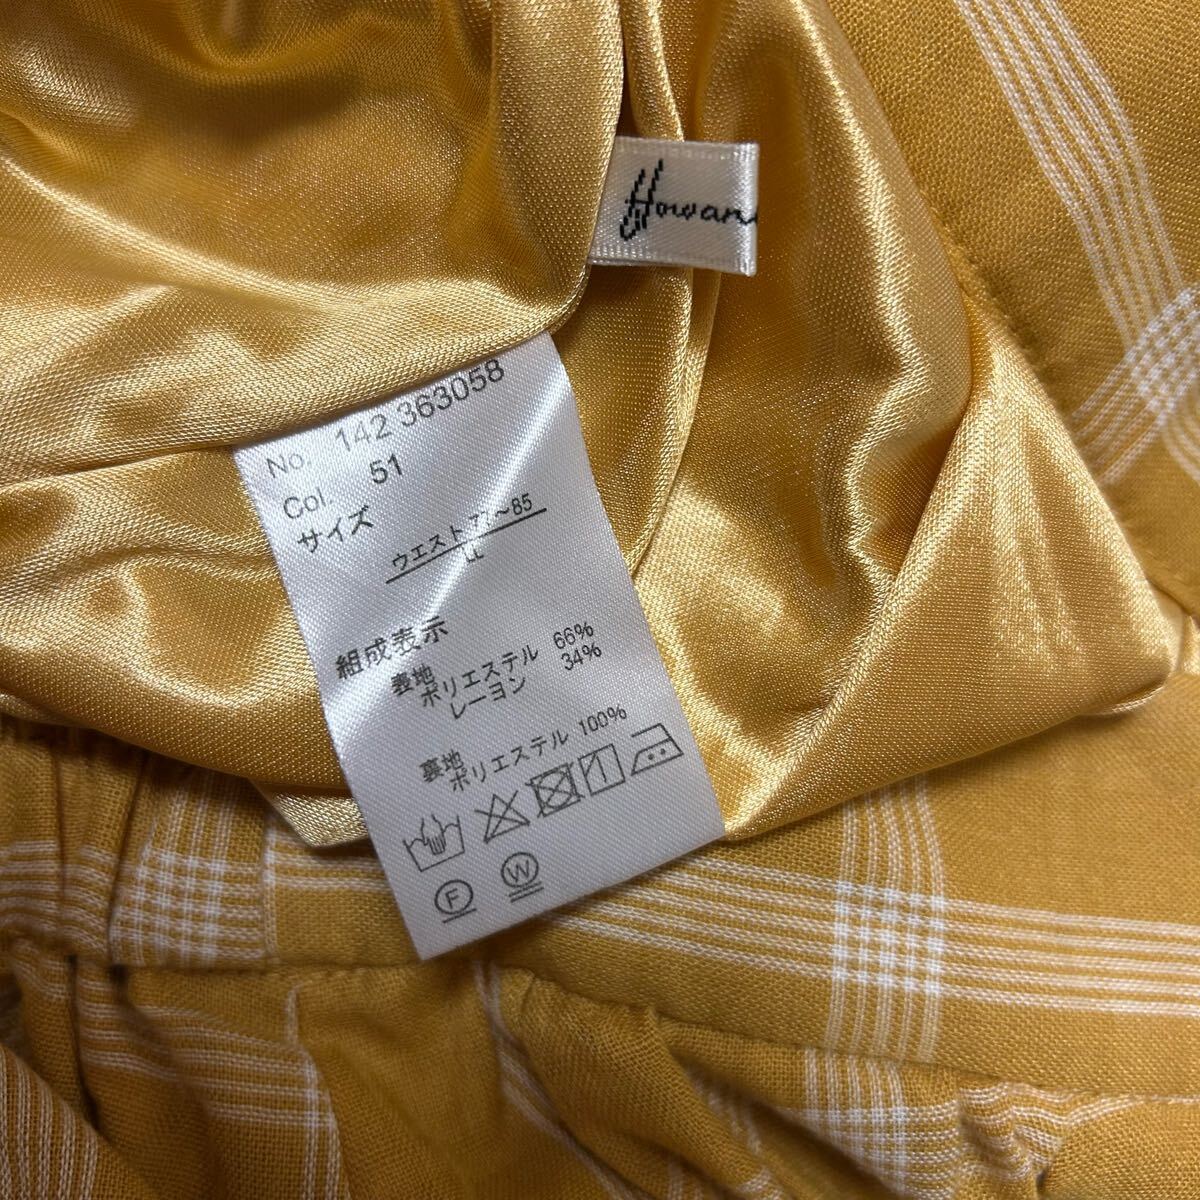 Howan
No. 142 363058
Col. 51
サイズ
ウエスト 77~85
LL
組成表示
表地
ポリエステル 66%
レーヨン 34%
裏地
ポリエステル 100%
F W